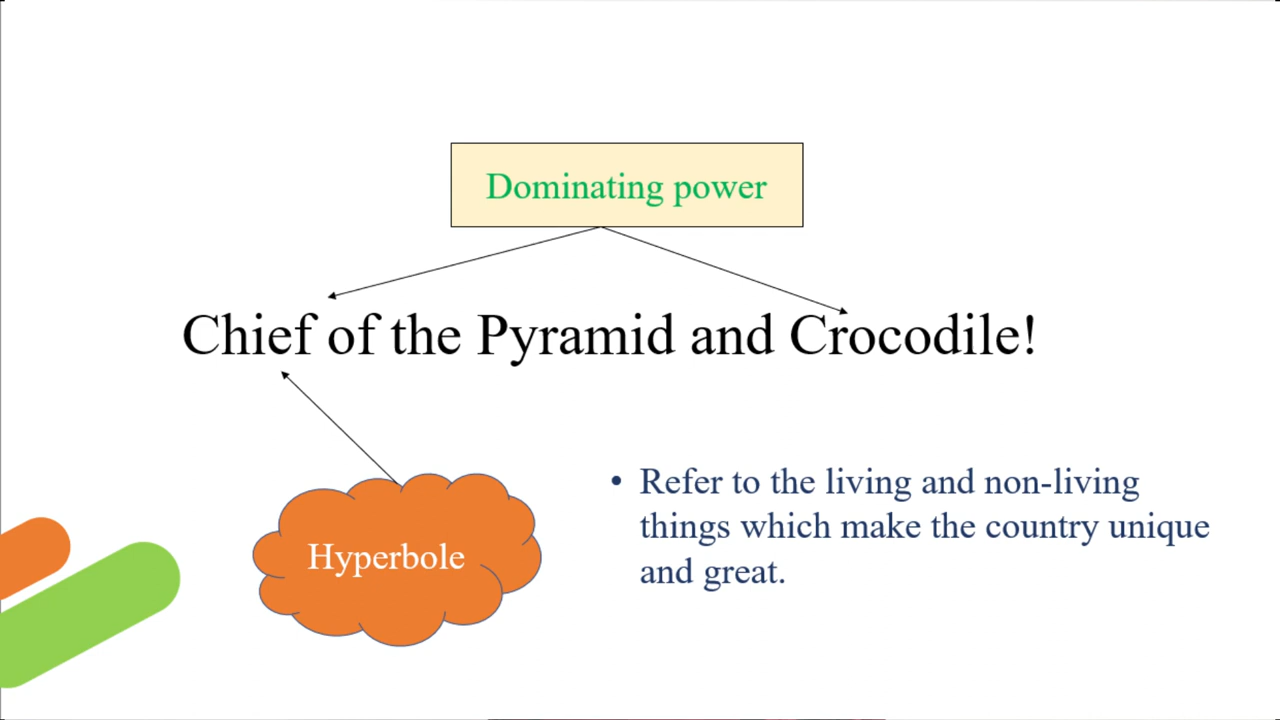 Dominating power
Chief of the Pyramid and Crocodile!
Hyperbole
• Refer to the living and non-living
things which make the country unique
and great.